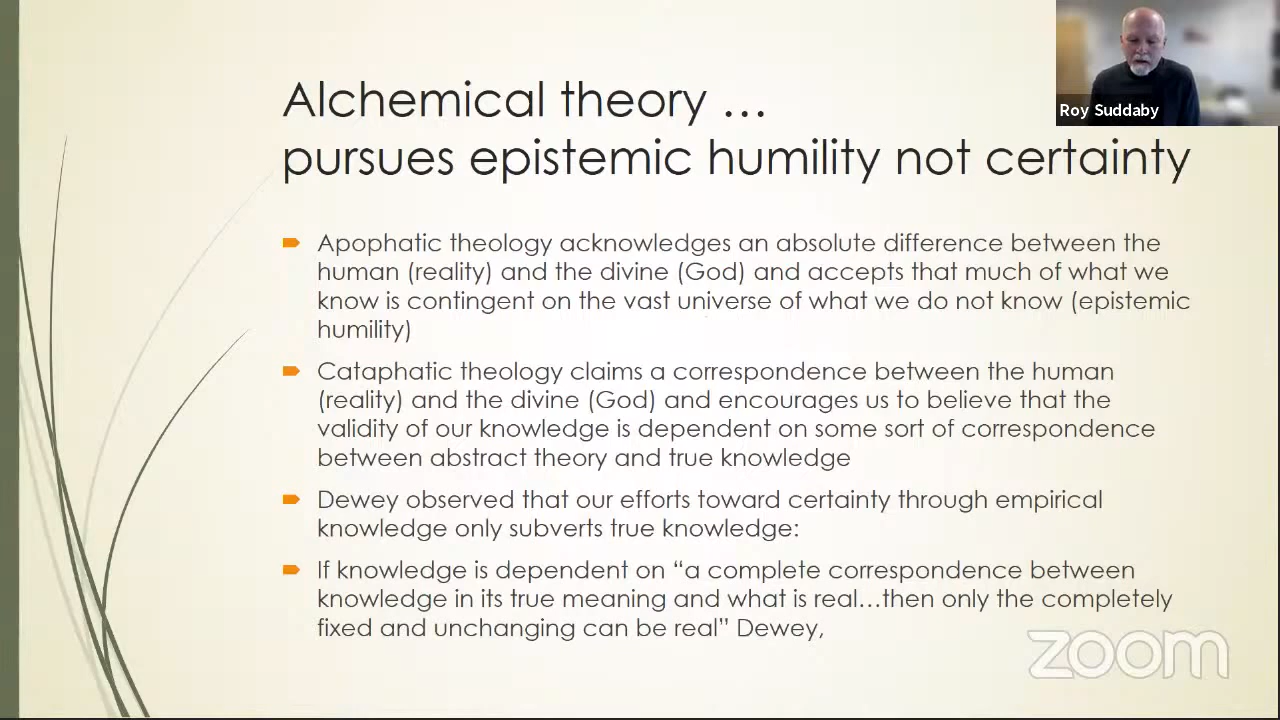 Alchemical theory …
pursues epistemic humility not certainty
Roy Suddaby
Apophatic theology acknowledges an absolute difference between the
human (reality) and the divine (God) and accepts that much of what we
know is contingent on the vast universe of what we do not know (epistemic
humility)
Cataphatic theology claims a correspondence between the human
(reality) and the divine (God) and encourages us to believe that the
validity of our knowledge is dependent on some sort of correspondence
between abstract theory and true knowledge
Dewey observed that our efforts toward certainty through empirical
knowledge only subverts true knowledge:
If knowledge is dependent on “a complete correspondence between
knowledge in its true meaning and what is real…then only the completely
fixed and unchanging can be real” Dewey,
zoom